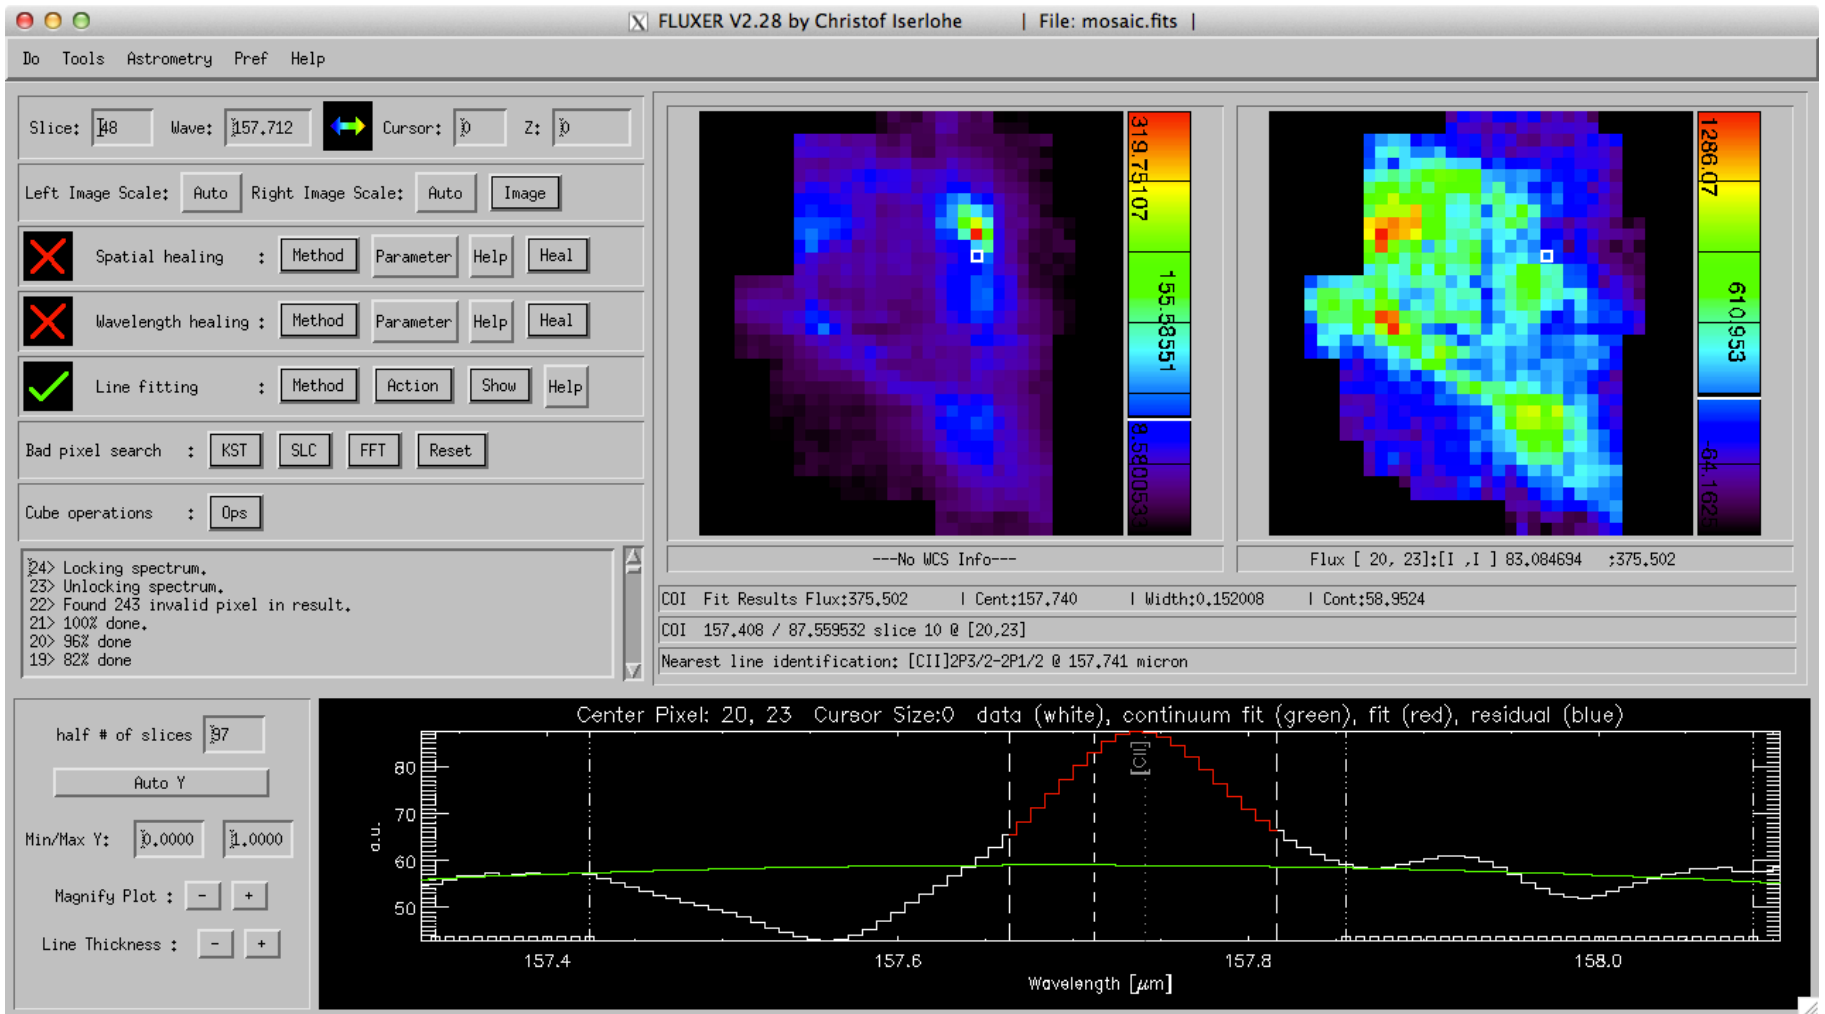 FLUXER V2.28 by Christof Iserlohe | File: mosaic.fits |
Do Tools Astrometry Pref Help
Slice: 48 Wave: 157.712 Cursor: 0 Z: 0
Left Image Scale: Auto Right Image Scale: Auto Image
Spatial healing : Method Parameter Help Heal
Wavelength healing : Method Parameter Help Heal
Line fitting : Method Action Show Help
Bad pixel search : KST SLC FFT Reset
Cube operations : Ops
24> Locking spectrum.
23> Unlocking spectrum.
22> Found 243 invalid pixel in result.
21> 100% done.
20> 96% done
19> 82% done
319.75107
155.58551
8.5800533
1286.07
610.953
-64.1625
---No WCS Info---
Flux [ 20, 23]:[I ,I ] 83.084694 ;375.502
COI Fit Results Flux:375.502 | Cent:157.740 | Width:0.152008 | Cont:58.9524
COI 157.408 / 87.559532 slice 10 @ [20,23]
Nearest line identification: [CII]2P3/2-2P1/2 @ 157.741 micron
half # of slices 97
Auto Y
Min/Max Y: 0.0000 1.0000
Magnify Plot : - +
Line Thickness : - +
Center Pixel: 20, 23 Cursor Size:0 data (white), continuum fit (green), fit (red), residual (blue)
[CII]
80
70
60
50
a.u.
157.4 157.6 157.8 158.0
Wavelength [μm]